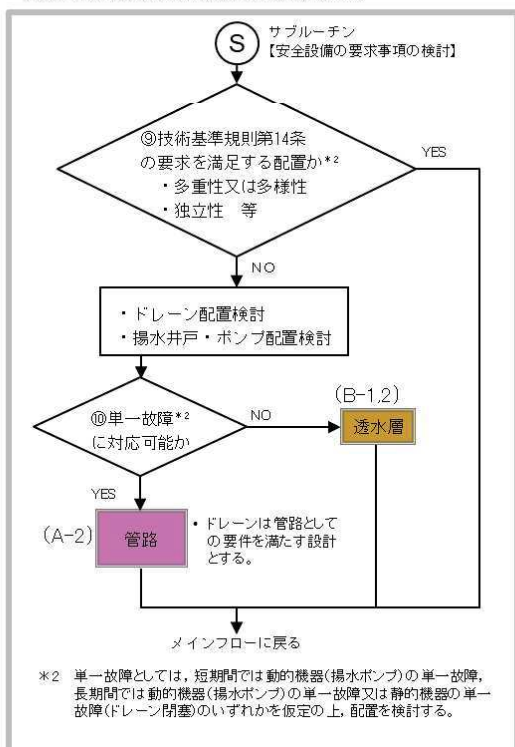 S
サブルーチン
【安全設備の要求事項の検討】
⑨技術基準規則第14条
の要求を満足する配置か*2
・多重性又は多様性
・独立性 等
YES
NO
・ドレーン配置検討
・揚水井戸・ポンプ配置検討
⑩単一故障*2
に対応可能か
NO
(B-1,2)
透水層
YES
(A-2)
管路
・ドレーンは管路として
の要件を満たす設計
とする。
メインフローに戻る
*2 単一故障としては，短期間では動的機器(揚水ポンプ)の単一故障，
長期間では動的機器(揚水ポンプ)の単一故障又は静的機器の単一
故障(ドレーン閉塞)のいずれかを仮定の上，配置を検討する。